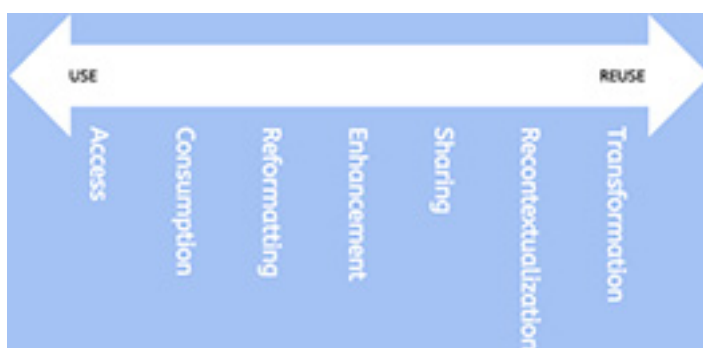 USE
REUSE
Access
Consumption
Reformatting
Enhancement
Sharing
Recontextualization
Transformation